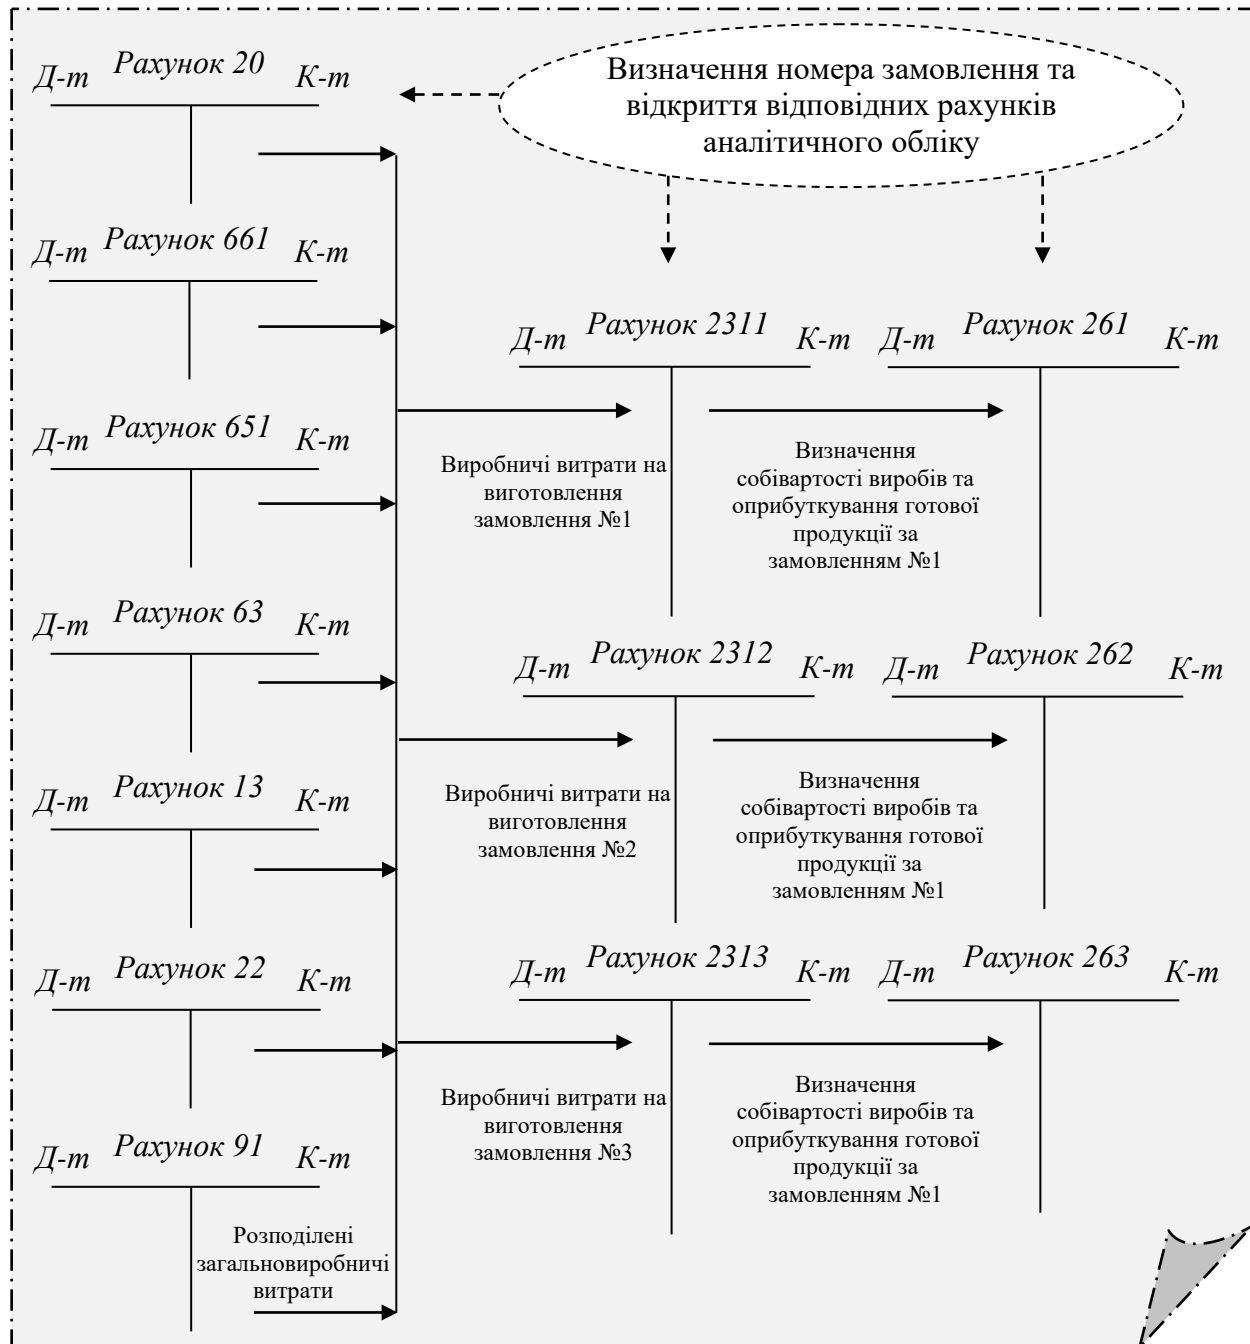 Д-т Рахунок 20 К-т
Визначення номера замовлення та
відкриття відповідних рахунків
аналітичного обліку
Д-т Рахунок 661 К-т
Д-т Рахунок 2311 К-т
Д-т Рахунок 261 К-т
Д-т Рахунок 651 К-т
Виробничі витрати на
виготовлення
замовлення №1
Визначення
собівартості виробів та
оприбуткування готової
продукції за
замовленням №1
Д-т Рахунок 63 К-т
Д-т Рахунок 2312 К-т
Д-т Рахунок 262 К-т
Д-т Рахунок 13 К-т
Виробничі витрати на
виготовлення
замовлення №2
Визначення
собівартості виробів та
оприбуткування готової
продукції за
замовленням №1
Д-т Рахунок 22 К-т
Д-т Рахунок 2313 К-т
Д-т Рахунок 263 К-т
Виробничі витрати на
виготовлення
замовлення №3
Визначення
собівартості виробів та
оприбуткування готової
продукції за
замовленням №1
Д-т Рахунок 91 К-т
Розподілені
загальновиробничі
витрати